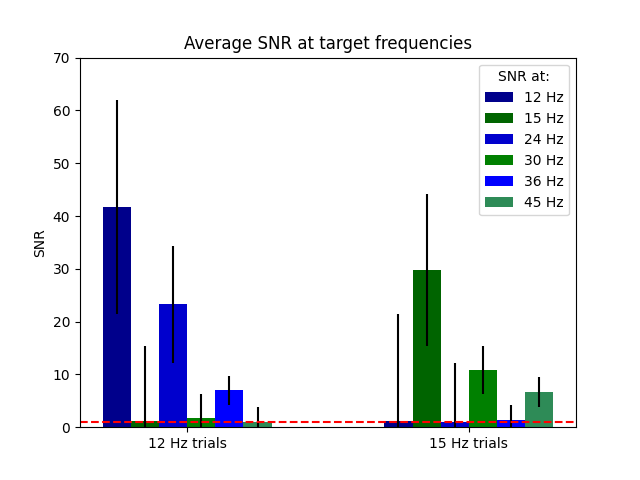 Average SNR at target frequencies
70
60
50
40
30
20
10
0
SNR
SNR at:
12 Hz
15 Hz
24 Hz
30 Hz
36 Hz
45 Hz
12 Hz trials
15 Hz trials